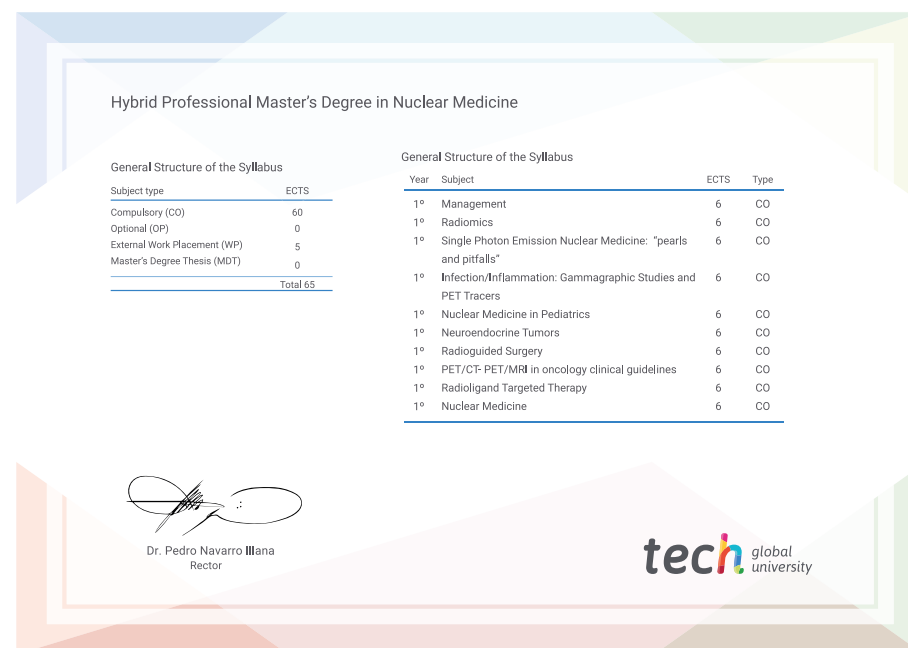 Hybrid Professional Master's Degree in Nuclear Medicine
General Structure of the Syllabus
Subject type ECTS
Compulsory (CO) 60
Optional (OP) 0
External Work Placement (WP) 5
Master's Degree Thesis (MDT) 0
Total 65
General Structure of the Syllabus
Year Subject ECTS Type
1º Management 6 CO
1º Radiomics 6 CO
1º Single Photon Emission Nuclear Medicine: “pearls 6 CO
and pitfalls”
1º Infection/Inflammation: Gammagraphic Studies and 6 CO
PET Tracers
1º Nuclear Medicine in Pediatrics 6 CO
1º Neuroendocrine Tumors 6 CO
1º Radioguided Surgery 6 CO
1º PET/CT- PET/MRI in oncology clinical guidelines 6 CO
1º Radioligand Targeted Therapy 6 CO
1º Nuclear Medicine 6 CO
Dr. Pedro Navarro Illana
Rector
tech global
university